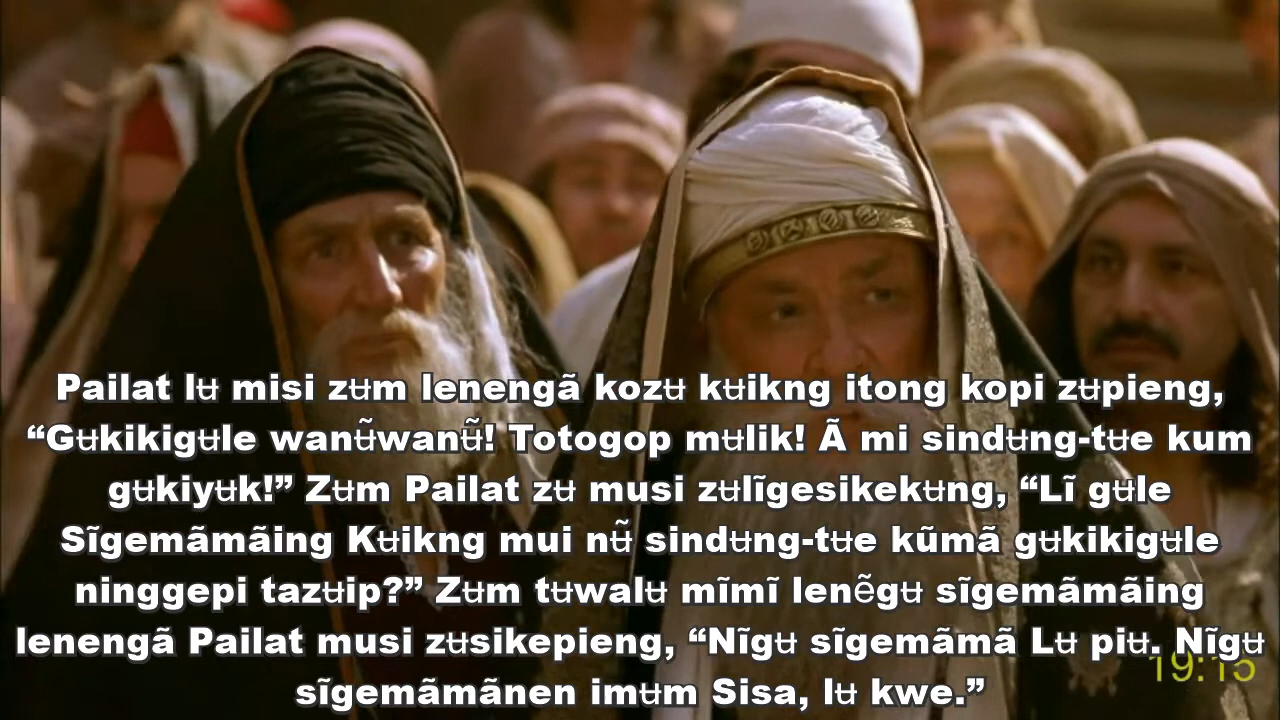 Pailat lʉ misi zʉm lenengã kozʉ kʉikng itong kopi zʉpieng,
“Gʉkikigʉle wanʉ̃wanʉ̃! Totogop mʉlik! Ã mi sindʉng-tʉe kum
gʉkiyʉk!” Zʉm Pailat zʉ musi zʉlĩgesikekʉng, “Lĩ gʉle
Sĩgemãmãing Kʉikng mui nʉ̃ sindʉng-tʉe kũmã gʉkikigʉle
ninggepi tazʉip?” Zʉm tʉwalʉ mĩmĩ lenẽgʉ sĩgemãmãing
lenengã Pailat musi zʉsikepieng, “Nĩgʉ sĩgemãmã Lʉ piʉ. Nĩgʉ
sĩgemãmãnen imʉm Sisa, lʉ kwe.”
19:15